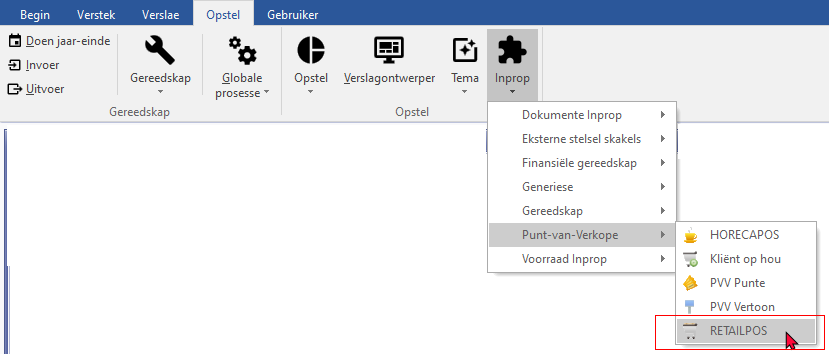 Begin Verstek Verslae Opstel Gebruiker
Doen jaar-einde
Invoer
Uitvoer
Gereedskap
Globale
prosesse
Gereedskap
Opstel
Verslagontwerper
Tema
Inprop
Opstel
Dokumente Inprop
Eksterne stelsel skakels
Finansiële gereedskap
Generiese
Gereedskap
Punt-van-Verkope
Voorraad Inprop
HORECAPOS
Kliënt op hou
PVV Punte
PVV Vertoon
RETAILPOS